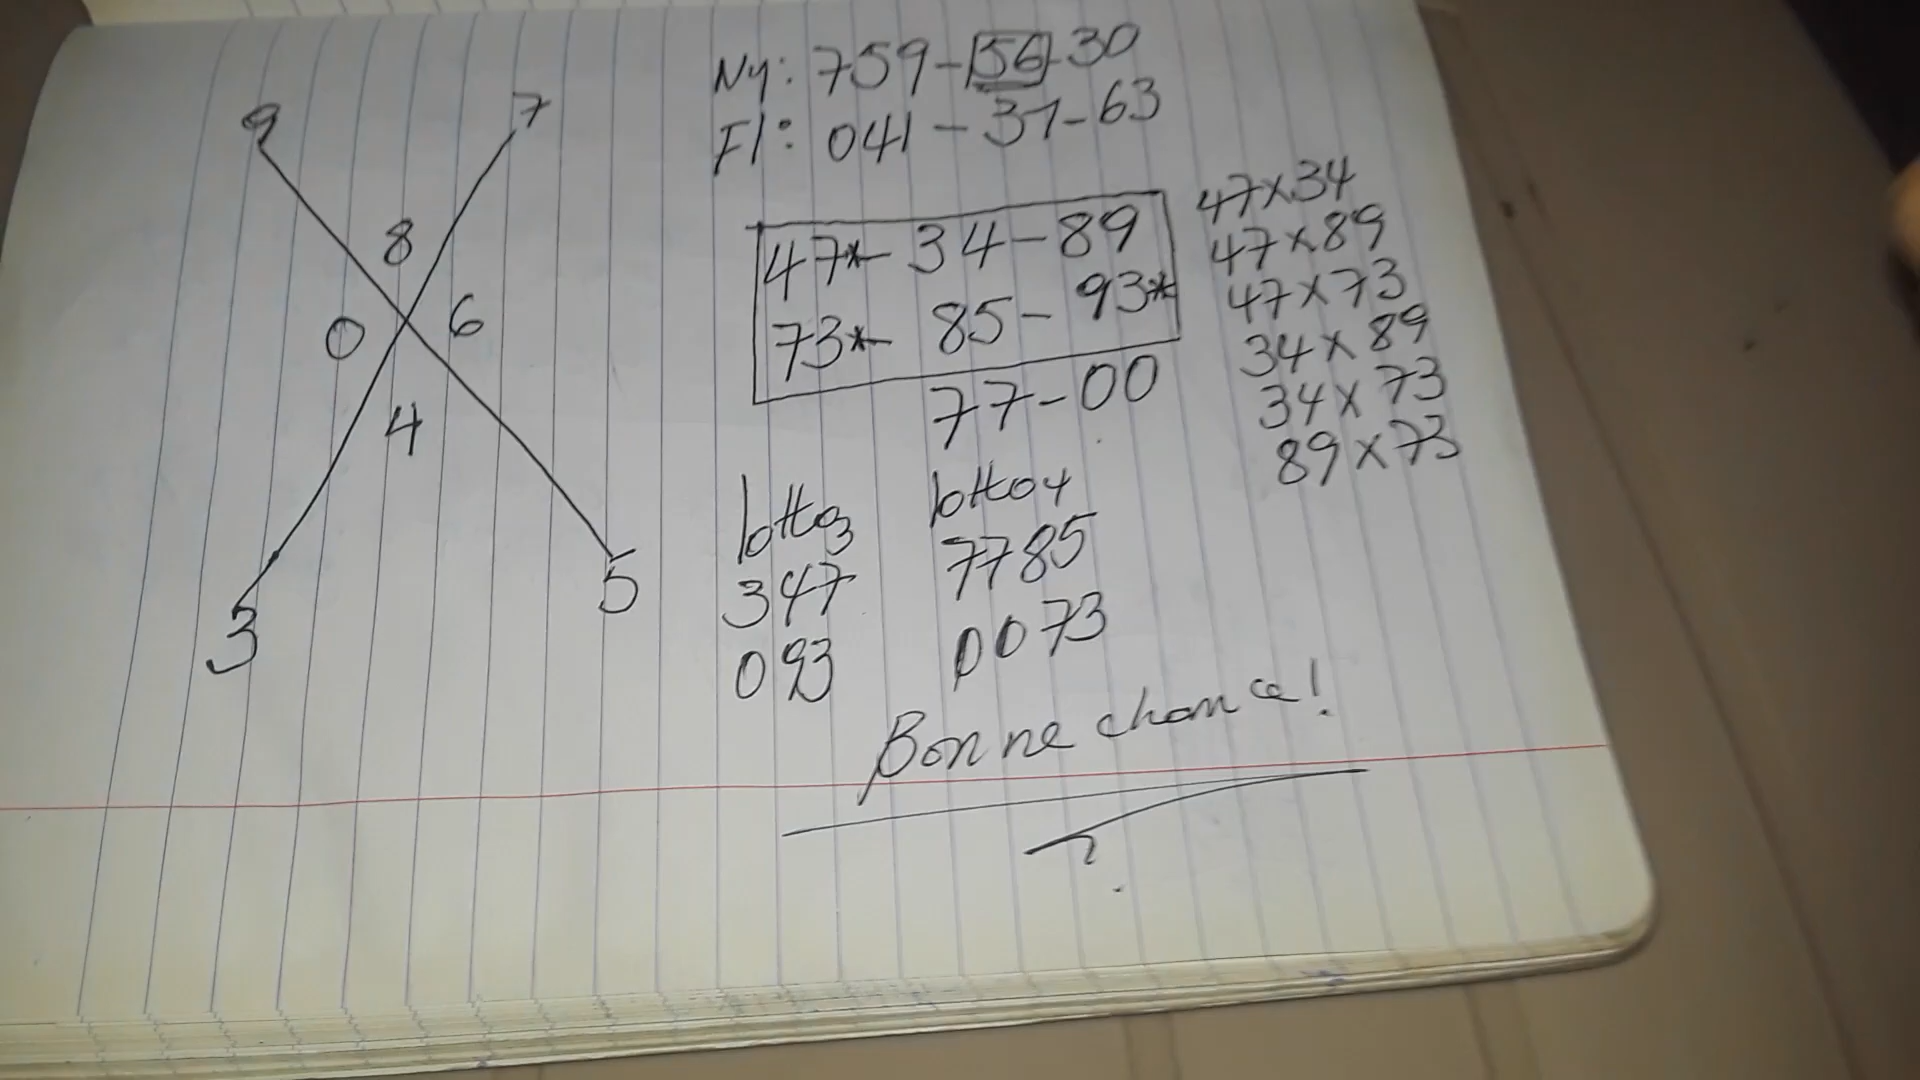 9 7
8
0 6
4
3 5
Ny: 759-56-30
Fl: 041-37-63
47*-34-89
73*-85-93*
77-00
47x34
47x89
47x73
34x89
34x73
89x73
lotto3 lotto4
347 7785
093 0073
Bonne chance!